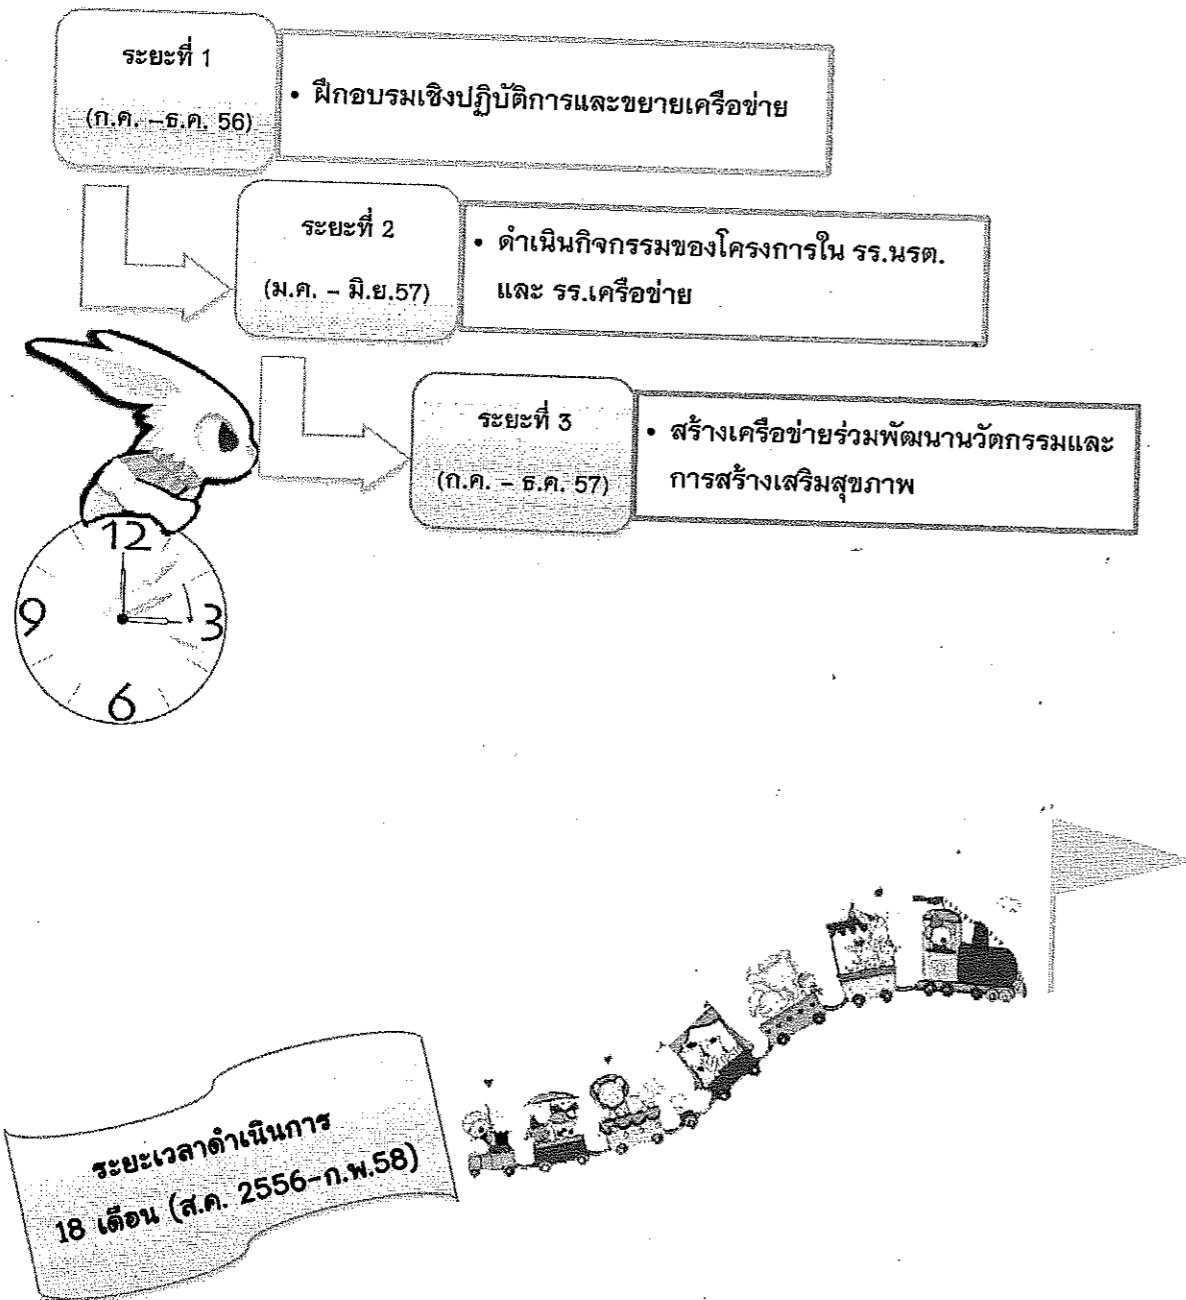 ระยะที่ 1
(ก.ค. –ธ.ค. 56)
• ฝึกอบรมเชิงปฏิบัติการและขยายเครือข่าย
ระยะที่ 2
(ม.ค. – มิ.ย.57)
• ดำเนินกิจกรรมของโครงการใน รร.นรต.
และ รร.เครือข่าย
ระยะที่ 3
(ก.ค. – ธ.ค. 57)
• สร้างเครือข่ายร่วมพัฒนานวัตกรรมและ
การสร้างเสริมสุขภาพ
12
9
3
6
ระยะเวลาดำเนินการ
18 เดือน (ส.ค. 2556-ก.พ.58)